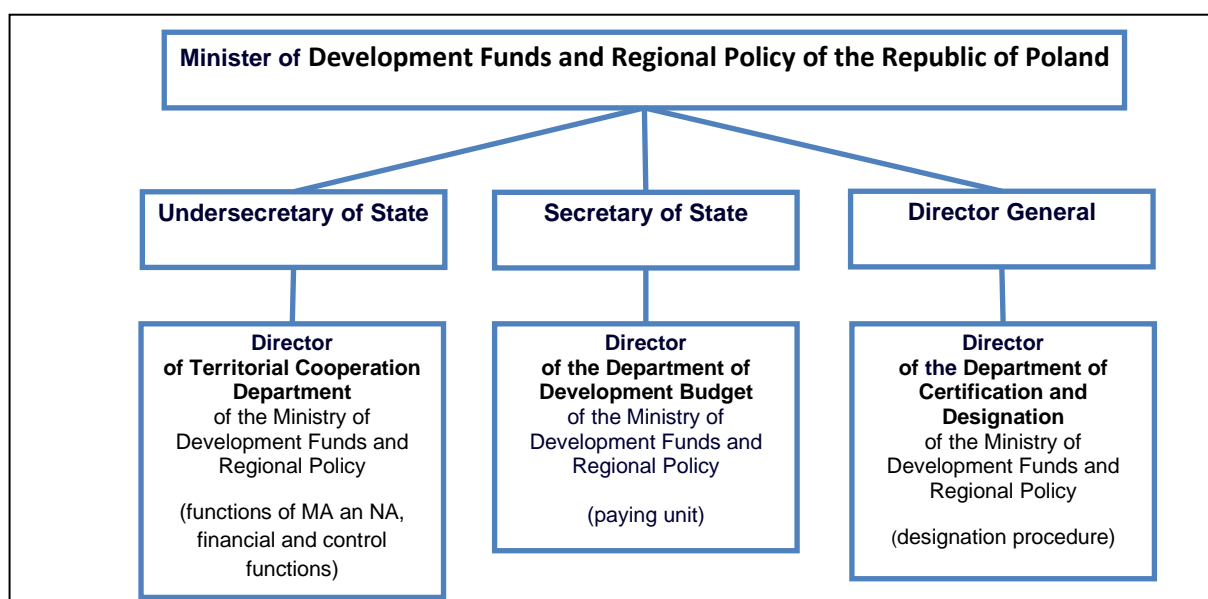 Minister of Development Funds and Regional Policy of the Republic of Poland
Undersecretary of State
Secretary of State
Director General
Director
of Territorial Cooperation
Department
of the Ministry of
Development Funds and
Regional Policy
(functions of MA an NA,
financial and control
functions)
Director
of the Department of
Development Budget
of the Ministry of
Development Funds and
Regional Policy
(paying unit)
Director
of the Department of
Certification and
Designation
of the Ministry of
Development Funds and
Regional Policy
(designation procedure)